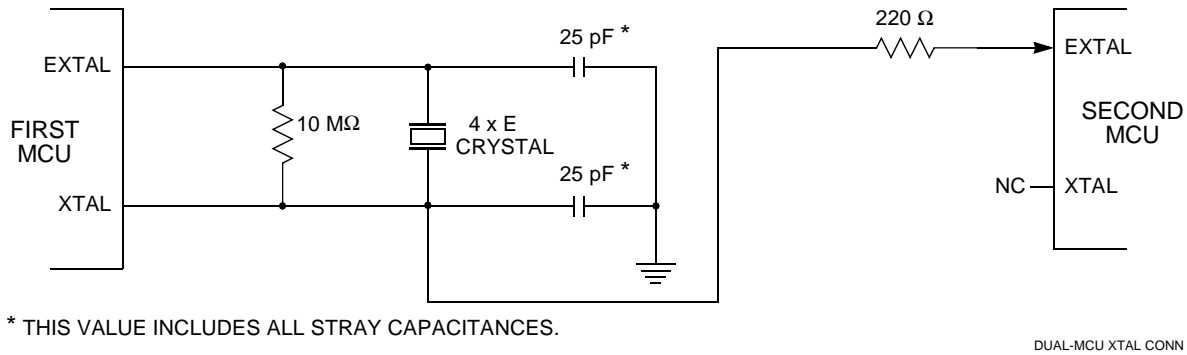 220 Ω
25 pF *
EXTAL
EXTAL
FIRST
MCU
10 MΩ
4 x E
CRYSTAL
SECOND
MCU
25 pF *
NC
XTAL
XTAL
* THIS VALUE INCLUDES ALL STRAY CAPACITANCES.
DUAL-MCU XTAL CONN